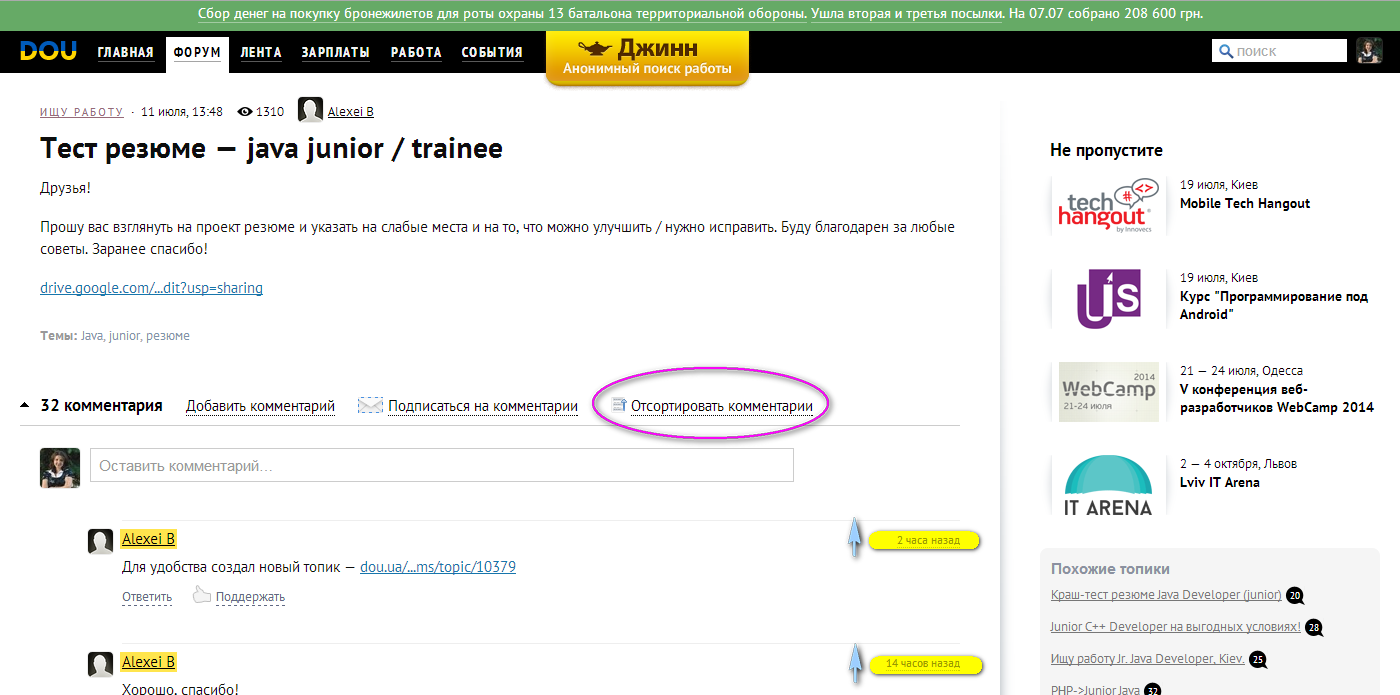 Сбор денег на покупку бронежилетов для роты охраны 13 батальона территориальной обороны. Ушла вторая и третья посылки. На 07.07 собрано 208 600 грн.
DOU ГЛАВНАЯ ФОРУМ ЛЕНТА ЗАРПЛАТЫ РАБОТА СОБЫТИЯ
Джинн
Анонимный поиск работы
поиск
ИЩУ РАБОТУ · 11 июля, 13:48 1310 Alexei B
Тест резюме — java junior / trainee
Друзья!
Прошу вас взглянуть на проект резюме и указать на слабые места и на то, что можно улучшить / нужно исправить. Буду благодарен за любые
советы. Заранее спасибо!
drive.google.com/...dit?usp=sharing
Темы: Java, junior, резюме
32 комментария Добавить комментарий Подписаться на комментарии Отсортировать комментарии
Оставить комментарий...
Alexei B 2 часа назад
Для удобства создал новый топик — dou.ua/...ms/topic/10379
Ответить Поддержать
Alexei B 14 часов назад
Хорошо, спасибо!
Не пропустите
tech
hangout
by Innovecs
19 июля, Киев
Mobile Tech Hangout
UJS
19 июля, Киев
Курс "Программирование под
Android"
2014
WebCamp
21-24 июля
21 — 24 июля, Одесса
V конференция веб-
разработчиков WebCamp 2014
IT ARENA
2 — 4 октября, Львов
Lviv IT Arena
Похожие топики
Краш-тест резюме Java Developer (junior) 20
Junior C++ Developer на выгодных условиях! 28
Ищу работу Jr. Java Developer, Kiev. 25
PHP->Junior Java 32